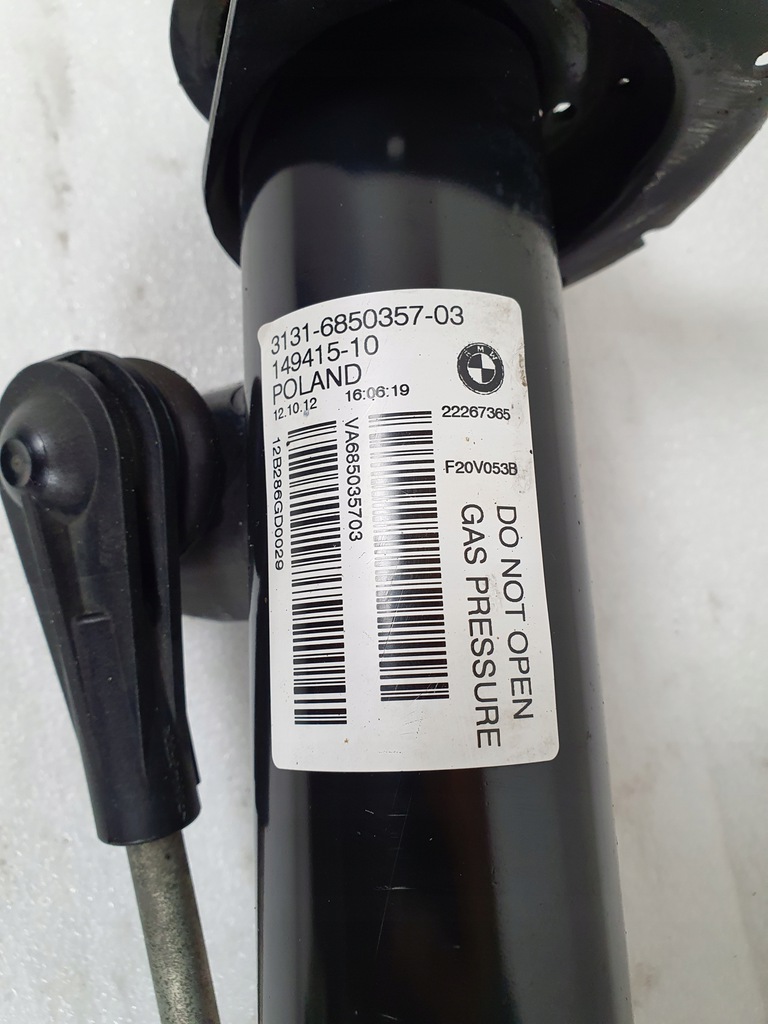 3131-6850357-03
149415-10
POLAND
12.10.12 16:06:19
BMW
22267365
F20V053B
12B286GD0029
VA685035703
DO NOT OPEN
GAS PRESSURE